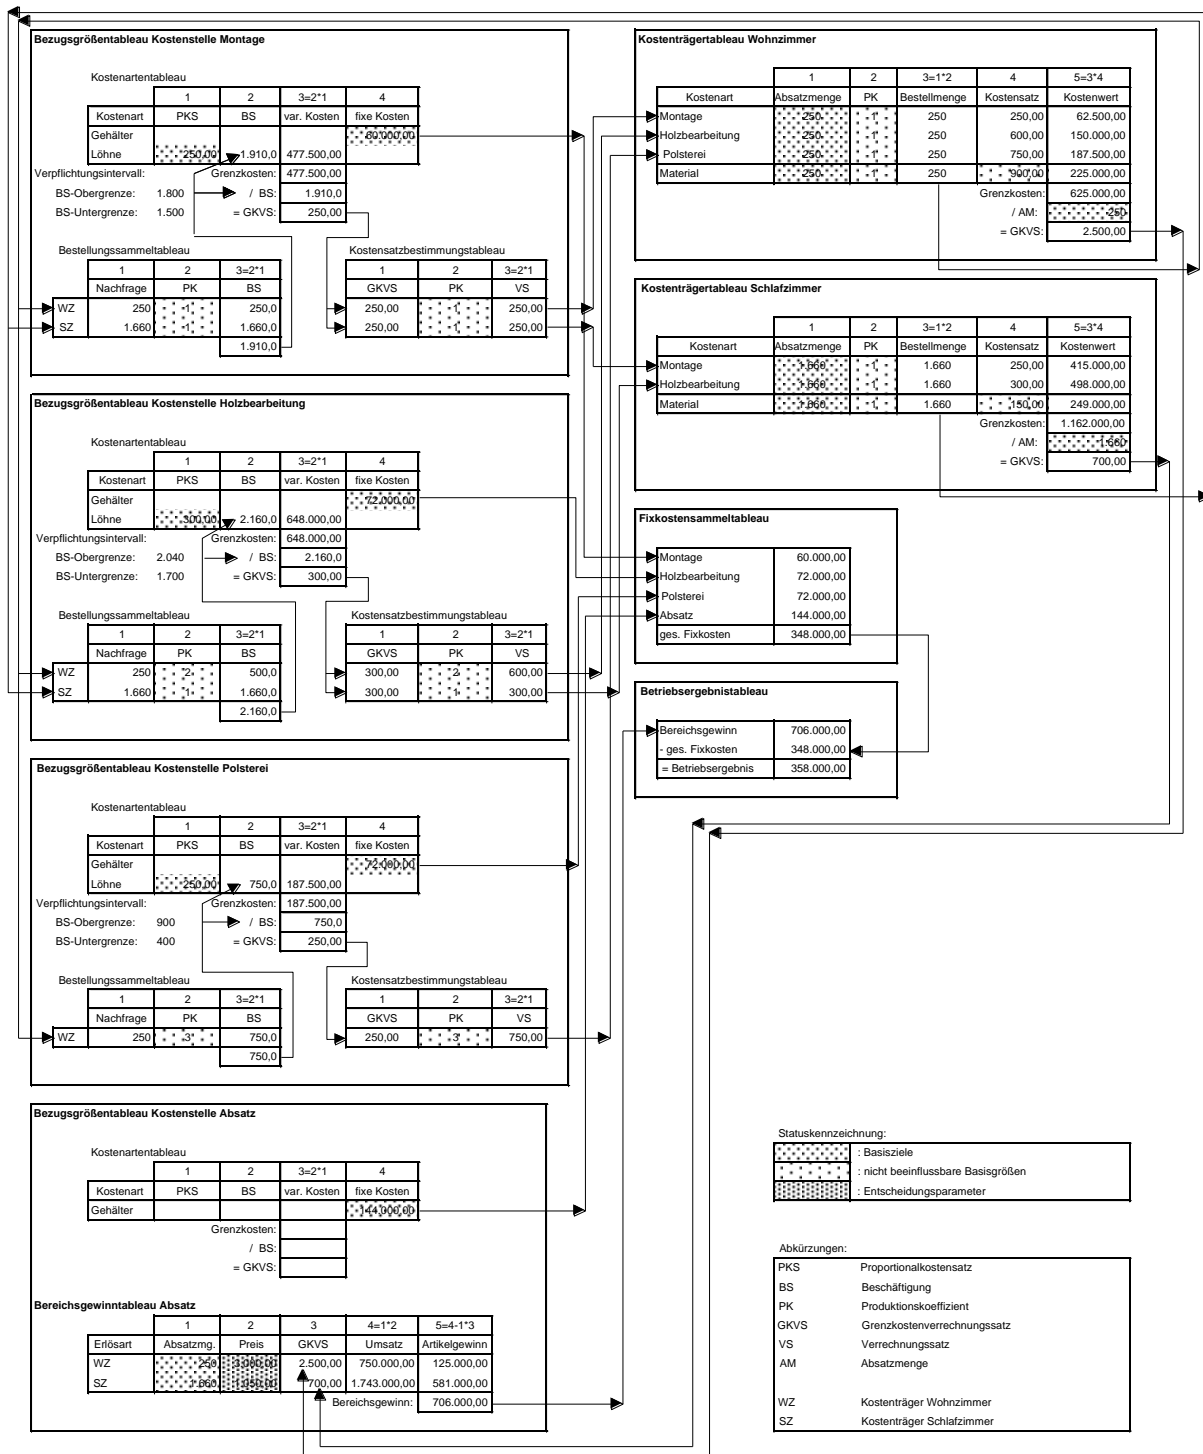 Bezugsgrößentableau Kostenstelle Montage
Kostenartentableau
1 2 3=2*1 4
Kostenart PKS BS var. Kosten fixe Kosten
Gehälter 60.000,00
Löhne 250,00 1.910,0 477.500,00
Verpflichtungsintervall: Grenzkosten: 477.500,00
BS-Obergrenze: 1.800 / BS: 1.910,0
BS-Untergrenze: 1.500 = GKVS: 250,00
Bestellungssammeltableau Kostensatzbestimmungstableau
1 2 3=2*1 1 2 3=2*1
Nachfrage PK BS GKVS PK VS
WZ 250 1 250,0 250,00 1 250,00
SZ 1.660 1 1.660,0 250,00 1 250,00
1.910,0
Bezugsgrößentableau Kostenstelle Holzbearbeitung
Kostenartentableau
1 2 3=2*1 4
Kostenart PKS BS var. Kosten fixe Kosten
Gehälter 72.000,00
Löhne 300,00 2.160,0 648.000,00
Verpflichtungsintervall: Grenzkosten: 648.000,00
BS-Obergrenze: 2.040 / BS: 2.160,0
BS-Untergrenze: 1.700 = GKVS: 300,00
Bestellungssammeltableau Kostensatzbestimmungstableau
1 2 3=2*1 1 2 3=2*1
Nachfrage PK BS GKVS PK VS
WZ 250 2 500,0 300,00 2 600,00
SZ 1.660 1 1.660,0 300,00 1 300,00
2.160,0
Bezugsgrößentableau Kostenstelle Polsterei
Kostenartentableau
1 2 3=2*1 4
Kostenart PKS BS var. Kosten fixe Kosten
Gehälter 72.000,00
Löhne 250,00 750,0 187.500,00
Verpflichtungsintervall: Grenzkosten: 187.500,00
BS-Obergrenze: 900 / BS: 750,0
BS-Untergrenze: 400 = GKVS: 250,00
Bestellungssammeltableau Kostensatzbestimmungstableau
1 2 3=2*1 1 2 3=2*1
Nachfrage PK BS GKVS PK VS
WZ 250 3 750,0 250,00 3 750,00
750,0
Bezugsgrößentableau Kostenstelle Absatz
Kostenartentableau
1 2 3=2*1 4
Kostenart PKS BS var. Kosten fixe Kosten
Gehälter 144.000,00
Grenzkosten:
/ BS:
= GKVS:
Bereichsgewinntableau Absatz
1 2 3 4=1*2 5=4-1*3
Erlösart Absatzmg. Preis GKVS Umsatz Artikelgewinn
WZ 250 3.000,00 2.500,00 750.000,00 125.000,00
SZ 1.660 1.050,00 700,00 1.743.000,00 581.000,00
Bereichsgewinn: 706.000,00
Kostenträgertableau Wohnzimmer
1 2 3=1*2 4 5=3*4
Kostenart Absatzmenge PK Bestellmenge Kostensatz Kostenwert
Montage 250 1 250 250,00 62.500,00
Holzbearbeitung 250 1 250 600,00 150.000,00
Polsterei 250 1 250 750,00 187.500,00
Material 250 1 250 900,00 225.000,00
Grenzkosten: 625.000,00
/ AM: 250
= GKVS: 2.500,00
Kostenträgertableau Schlafzimmer
1 2 3=1*2 4 5=3*4
Kostenart Absatzmenge PK Bestellmenge Kostensatz Kostenwert
Montage 1.660 1 1.660 250,00 415.000,00
Holzbearbeitung 1.660 1 1.660 300,00 498.000,00
Material 1.660 1 1.660 150,00 249.000,00
Grenzkosten: 1.162.000,00
/ AM: 1.660
= GKVS: 700,00
Fixkostensammeltableau
Montage 60.000,00
Holzbearbeitung 72.000,00
Polsterei 72.000,00
Absatz 144.000,00
ges. Fixkosten 348.000,00
Betriebsergebnistableau
Bereichsgewinn 706.000,00
- ges. Fixkosten 348.000,00
= Betriebsergebnis 358.000,00
Statuskennzeichnung:
: Basisziele
: nicht beeinflussbare Basisgrößen
: Entscheidungsparameter
Abkürzungen:
PKS Proportionalkostensatz
BS Beschäftigung
PK Produktionskoeffizient
GKVS Grenzkostenverrechnungssatz
VS Verrechnungssatz
AM Absatzmenge
WZ Kostenträger Wohnzimmer
SZ Kostenträger Schlafzimmer